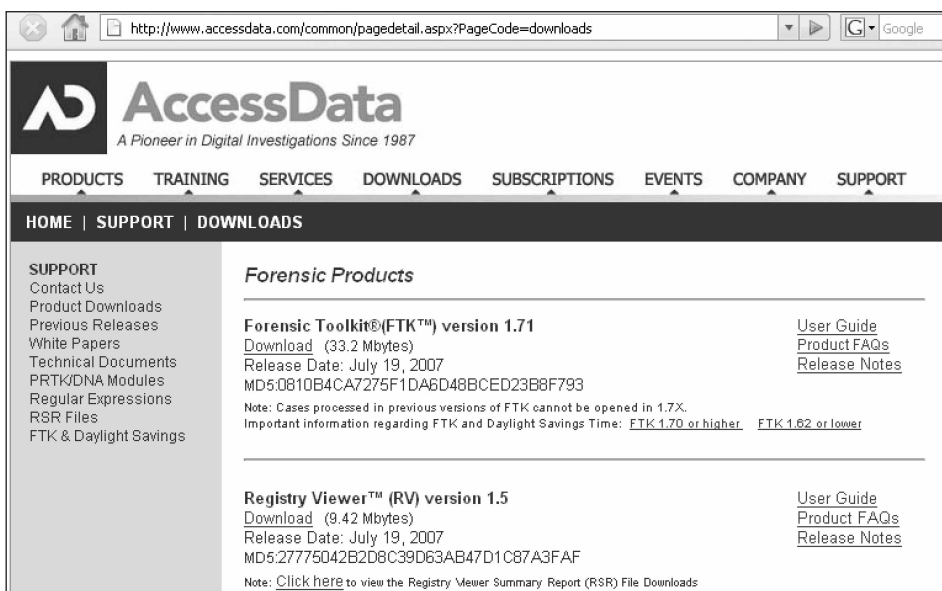 http://www.accessdata.com/common/pagedetail.aspx?PageCode=downloads
G Google
AD AccessData
A Pioneer in Digital Investigations Since 1987
PRODUCTS TRAINING SERVICES DOWNLOADS SUBSCRIPTIONS EVENTS COMPANY SUPPORT
HOME | SUPPORT | DOWNLOADS
SUPPORT
Contact Us
Product Downloads
Previous Releases
White Papers
Technical Documents
PRTK/DNA Modules
Regular Expressions
RSR Files
FTK & Daylight Savings
Forensic Products
Forensic Toolkit®(FTK™) version 1.71
Download (33.2 Mbytes)
Release Date: July 19, 2007
MD5:0810B4CA7275F1DA6D48BCED23B8F793
Note: Cases processed in previous versions of FTK cannot be opened in 1.7X.
Important information regarding FTK and Daylight Savings Time: FTK 1.70 or higher FTK 1.62 or lower
User Guide
Product FAQs
Release Notes
Registry Viewer™ (RV) version 1.5
Download (9.42 Mbytes)
Release Date: July 19, 2007
MD5:27775042B2D8C39D63AB47D1C87A3FAF
Note: Click here to view the Registry Viewer Summary Report (RSR) File Downloads
User Guide
Product FAQs
Release Notes